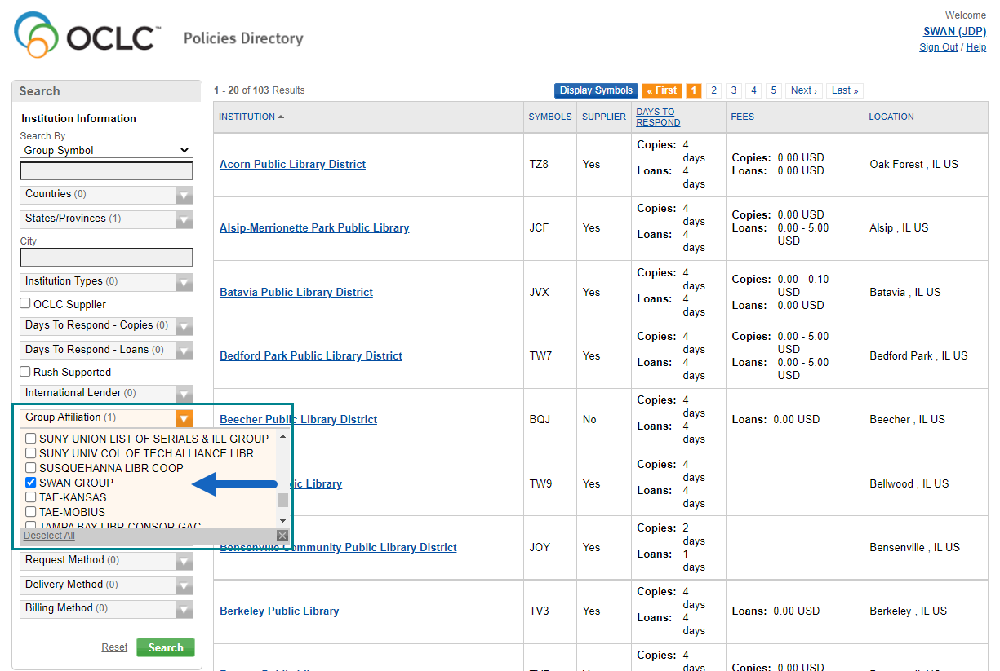 OCLC™
Policies Directory
Welcome
SWAN (JDP)
Sign Out / Help
Search
Institution Information
Search By
Group Symbol
Countries (0)
States/Provinces (1)
City
Institution Types (0)
OCLC Supplier
Days To Respond - Copies (0)
Days To Respond - Loans (0)
Rush Supported
International Lender (0)
Group Affiliation (1)
SUNY UNION LIST OF SERIALS & ILL GROUP
SUNY UNIV COL OF TECH ALLIANCE LIBR
SUSQUEHANNA LIBR COOP
SWAN GROUP
TAE-KANSAS
TAE-MOBIUS
TAMPA BAY LIBR CONSOR GAC
Deselect All
Request Method (0)
Delivery Method (0)
Billing Method (0)
Reset
Search
1 - 20 of 103 Results
Display Symbols « First 1 2 3 4 5 Next › Last »
INSTITUTION SYMBOLS SUPPLIER DAYS TO FEES LOCATION
RESPOND
Acorn Public Library District TZ8 Yes
Copies: 4
days
Loans: 4
days
Copies: 0.00 USD
Loans: 0.00 USD
Oak Forest , IL US
Alsip-Merrionette Park Public Library JCF Yes
Copies: 4
days
Loans: 4
days
Copies: 0.00 USD
Loans: 0.00 - 5.00
USD
Alsip , IL US
Batavia Public Library District JVX Yes
Copies: 4
days
Loans: 4
days
Copies: 0.00 - 0.10
USD
Loans: 0.00 USD
Batavia , IL US
Bedford Park Public Library District TW7 Yes
Copies: 4
days
Loans: 4
days
Copies: 0.00 - 5.00
USD
Loans: 0.00 - 5.00
USD
Bedford Park , IL US
Beecher Public Library District BQJ No
Copies: 4
days
Loans: 4
days
Loans: 0.00 USD
Beecher , IL US
Library TW9 Yes
Copies: 4
days
Loans: 4
days
Bellwood , IL US
Bensenville Community Public Library District JOY Yes
Copies: 2
days
Loans: 1
days
Bensenville , IL US
Berkeley Public Library TV3 Yes
Copies: 4
days
Loans: 4
days
Loans: 0.00 USD
Berkeley , IL US
Copies: 4
days
Copies: 0.00 USD